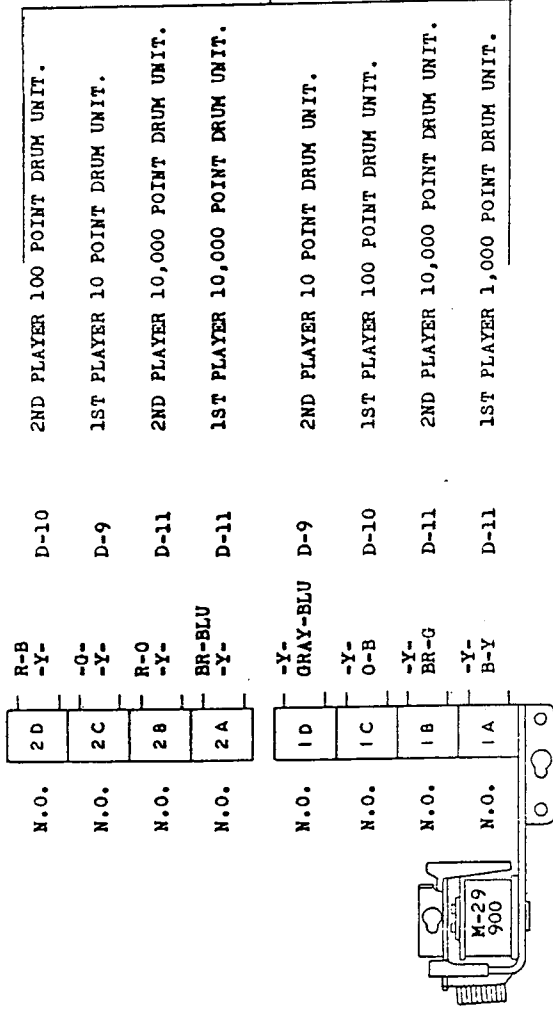 N.O. 2D R-B D-10 2ND PLAYER 100 POINT DRUM UNIT.
-Y-
N.O. 2C -G- D-9 1ST PLAYER 10 POINT DRUM UNIT.
-Y-
N.O. 2B R-O D-11 2ND PLAYER 10,000 POINT DRUM UNIT.
-Y-
N.O. 2A BR-BLU D-11 1ST PLAYER 10,000 POINT DRUM UNIT.
-Y-
-Y-
N.O. 1D GRAY-BLU D-9 2ND PLAYER 10 POINT DRUM UNIT.
-Y-
N.O. 1C O-B D-10 1ST PLAYER 100 POINT DRUM UNIT.
-Y-
N.O. 1B BR-G D-11 2ND PLAYER 10,000 POINT DRUM UNIT.
-Y-
N.O. 1A B-Y D-11 1ST PLAYER 1,000 POINT DRUM UNIT.
M-29
900